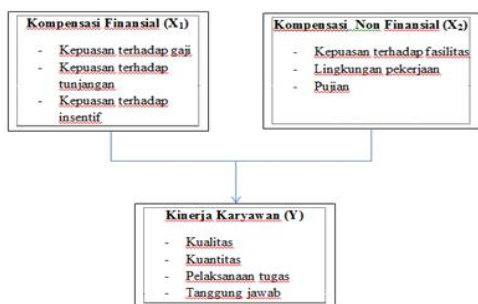 Kompensasi Finansial (X₁)
- Kepuasan terhadap gaji
- Kepuasan terhadap
tunjangan
- Kepuasan terhadap
insentif
Kompensasi Non Finansial (X₂)
- Kepuasan terhadap fasilitas
- Lingkungan pekerjaan
- Pujian
Kinerja Karyawan (Y)
- Kualitas
- Kuantitas
- Pelaksanaan tugas
- Tanggung jawab